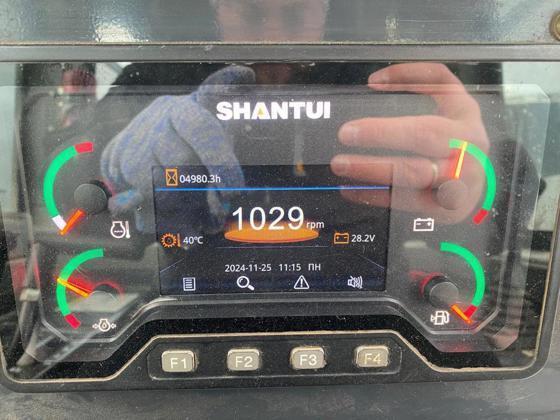 SHANTUI
04980.3h
1029 rpm
40°C
28.2V
2024-11-25 11:15 ПН
F1 F2 F3 F4